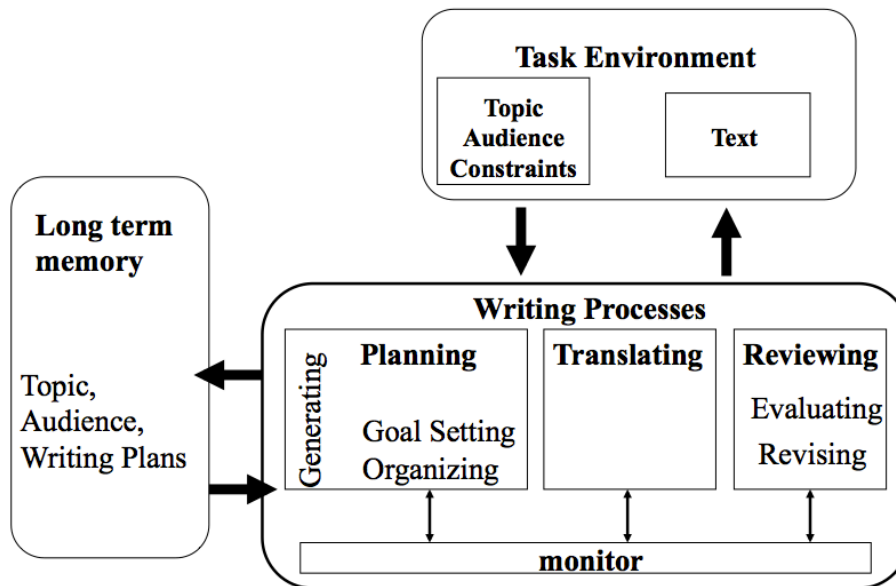 Task Environment
Topic
Audience
Constraints
Text
Long term
memory
Topic,
Audience,
Writing Plans
Writing Processes
Generating
Planning
Goal Setting
Organizing
Translating
Reviewing
Evaluating
Revising
monitor